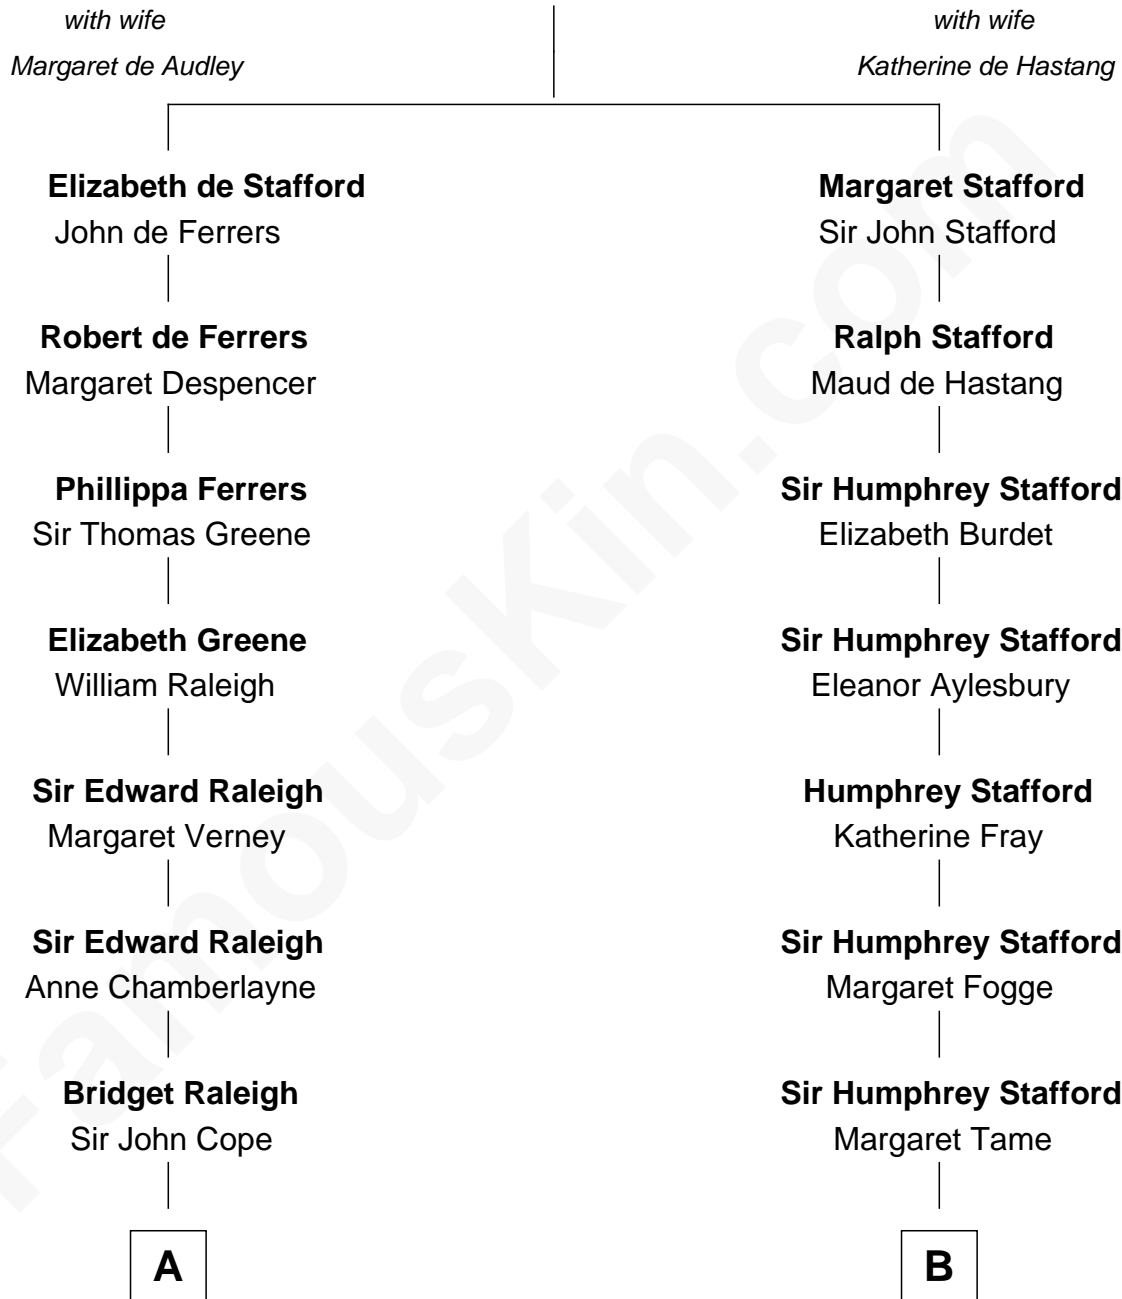 with wife
Margaret de Audley
with wife
Katherine de Hastang
Elizabeth de Stafford
John de Ferrers
Margaret Stafford
Sir John Stafford
Robert de Ferrers
Margaret Despencer
Ralph Stafford
Maud de Hastang
Phillippa Ferrers
Sir Thomas Greene
Sir Humphrey Stafford
Elizabeth Burdet
Elizabeth Greene
William Raleigh
Sir Humphrey Stafford
Eleanor Aylesbury
Sir Edward Raleigh
Margaret Verney
Humphrey Stafford
Katherine Fray
Sir Edward Raleigh
Anne Chamberlayne
Sir Humphrey Stafford
Margaret Fogge
Bridget Raleigh
Sir John Cope
Sir Humphrey Stafford
Margaret Tame
A
B
FamousKin.com